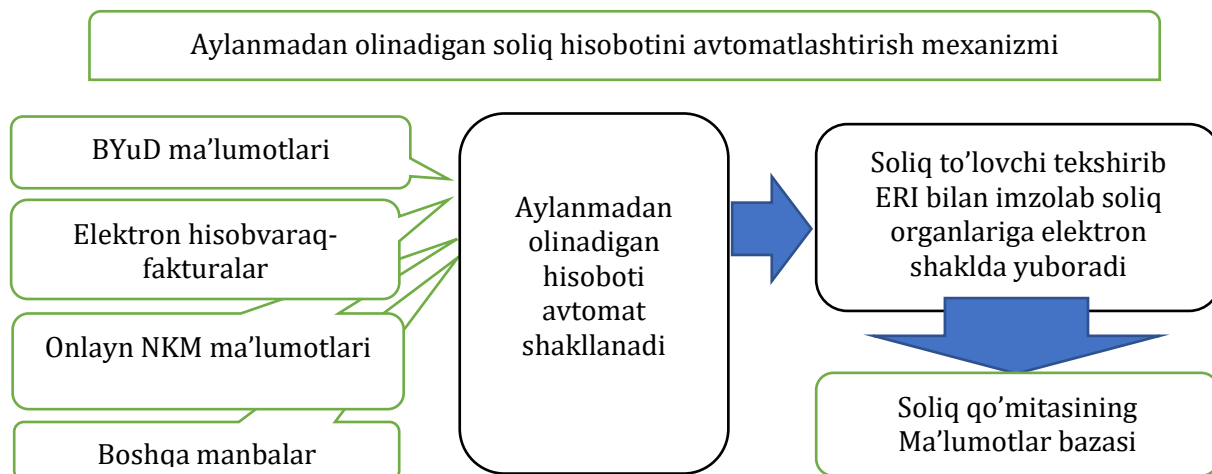 Aylanmadan olinadigan soliq hisobotini avtomatlashtirish mexanizmi
BYuD ma’lumotlari
Elektron hisobvaraq-
fakturalar
Onlayn NKM ma’lumotlari
Boshqa manbalar
Aylanmadan
olinadigan
hisoboti
avtomat
shakllanadi
Soliq to’lovchi tekshirib
ERI bilan imzolab soliq
organlariga elektron
shaklda yuboradi
Soliq qo’mitasining
Ma’lumotlar bazasi